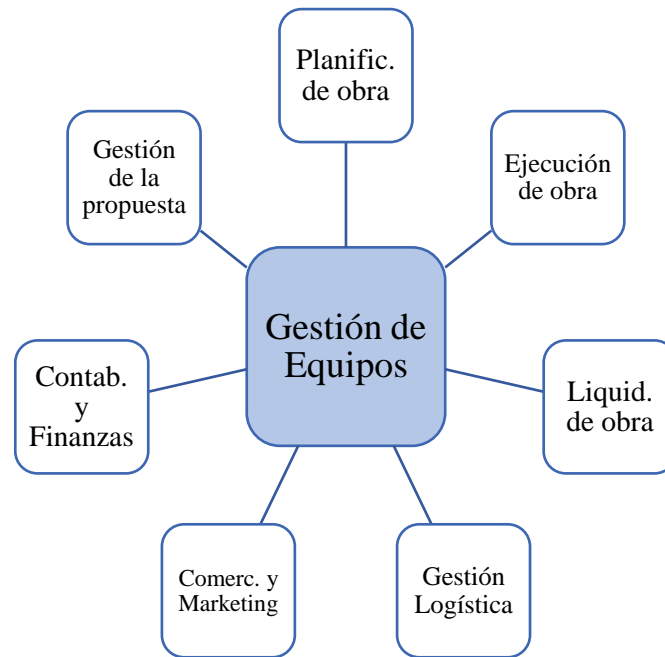 Planific.
de obra
Gestión
de la
propuesta
Ejecución
de obra
Gestión de
Equipos
Contab.
y
Finanzas
Liquid.
de obra
Comerc. y
Marketing
Gestión
Logística